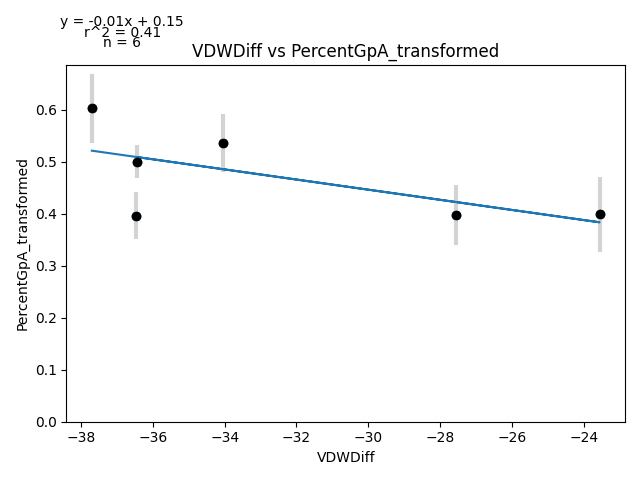 y = -0.01x + 0.15
r^2 = 0.41
n = 6
VDWDiff vs PercentGpA_transformed
PercentGpA_transformed
0.6
0.5
0.4
0.3
0.2
0.1
0.0
−38 −36 −34 −32 −30 −28 −26 −24
VDWDiff